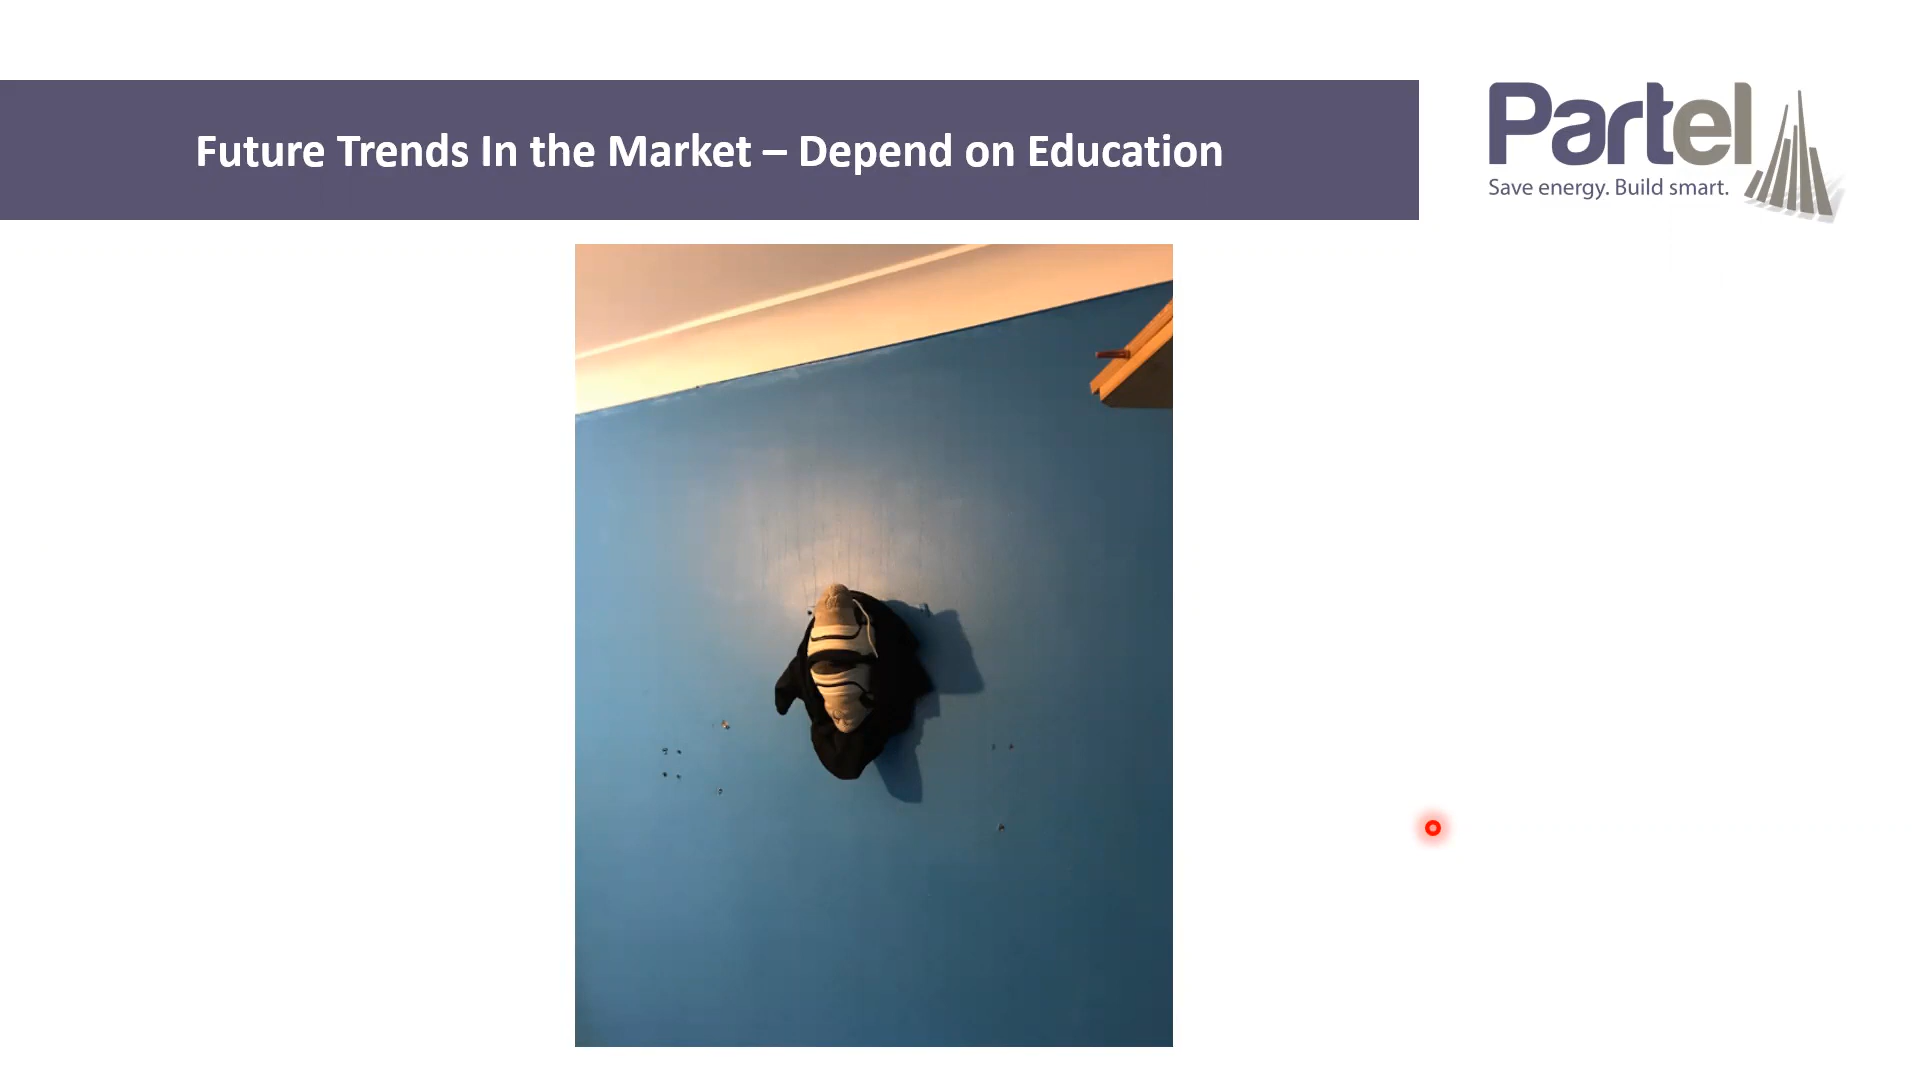 Future Trends In the Market – Depend on Education
Partel
Save energy. Build smart.